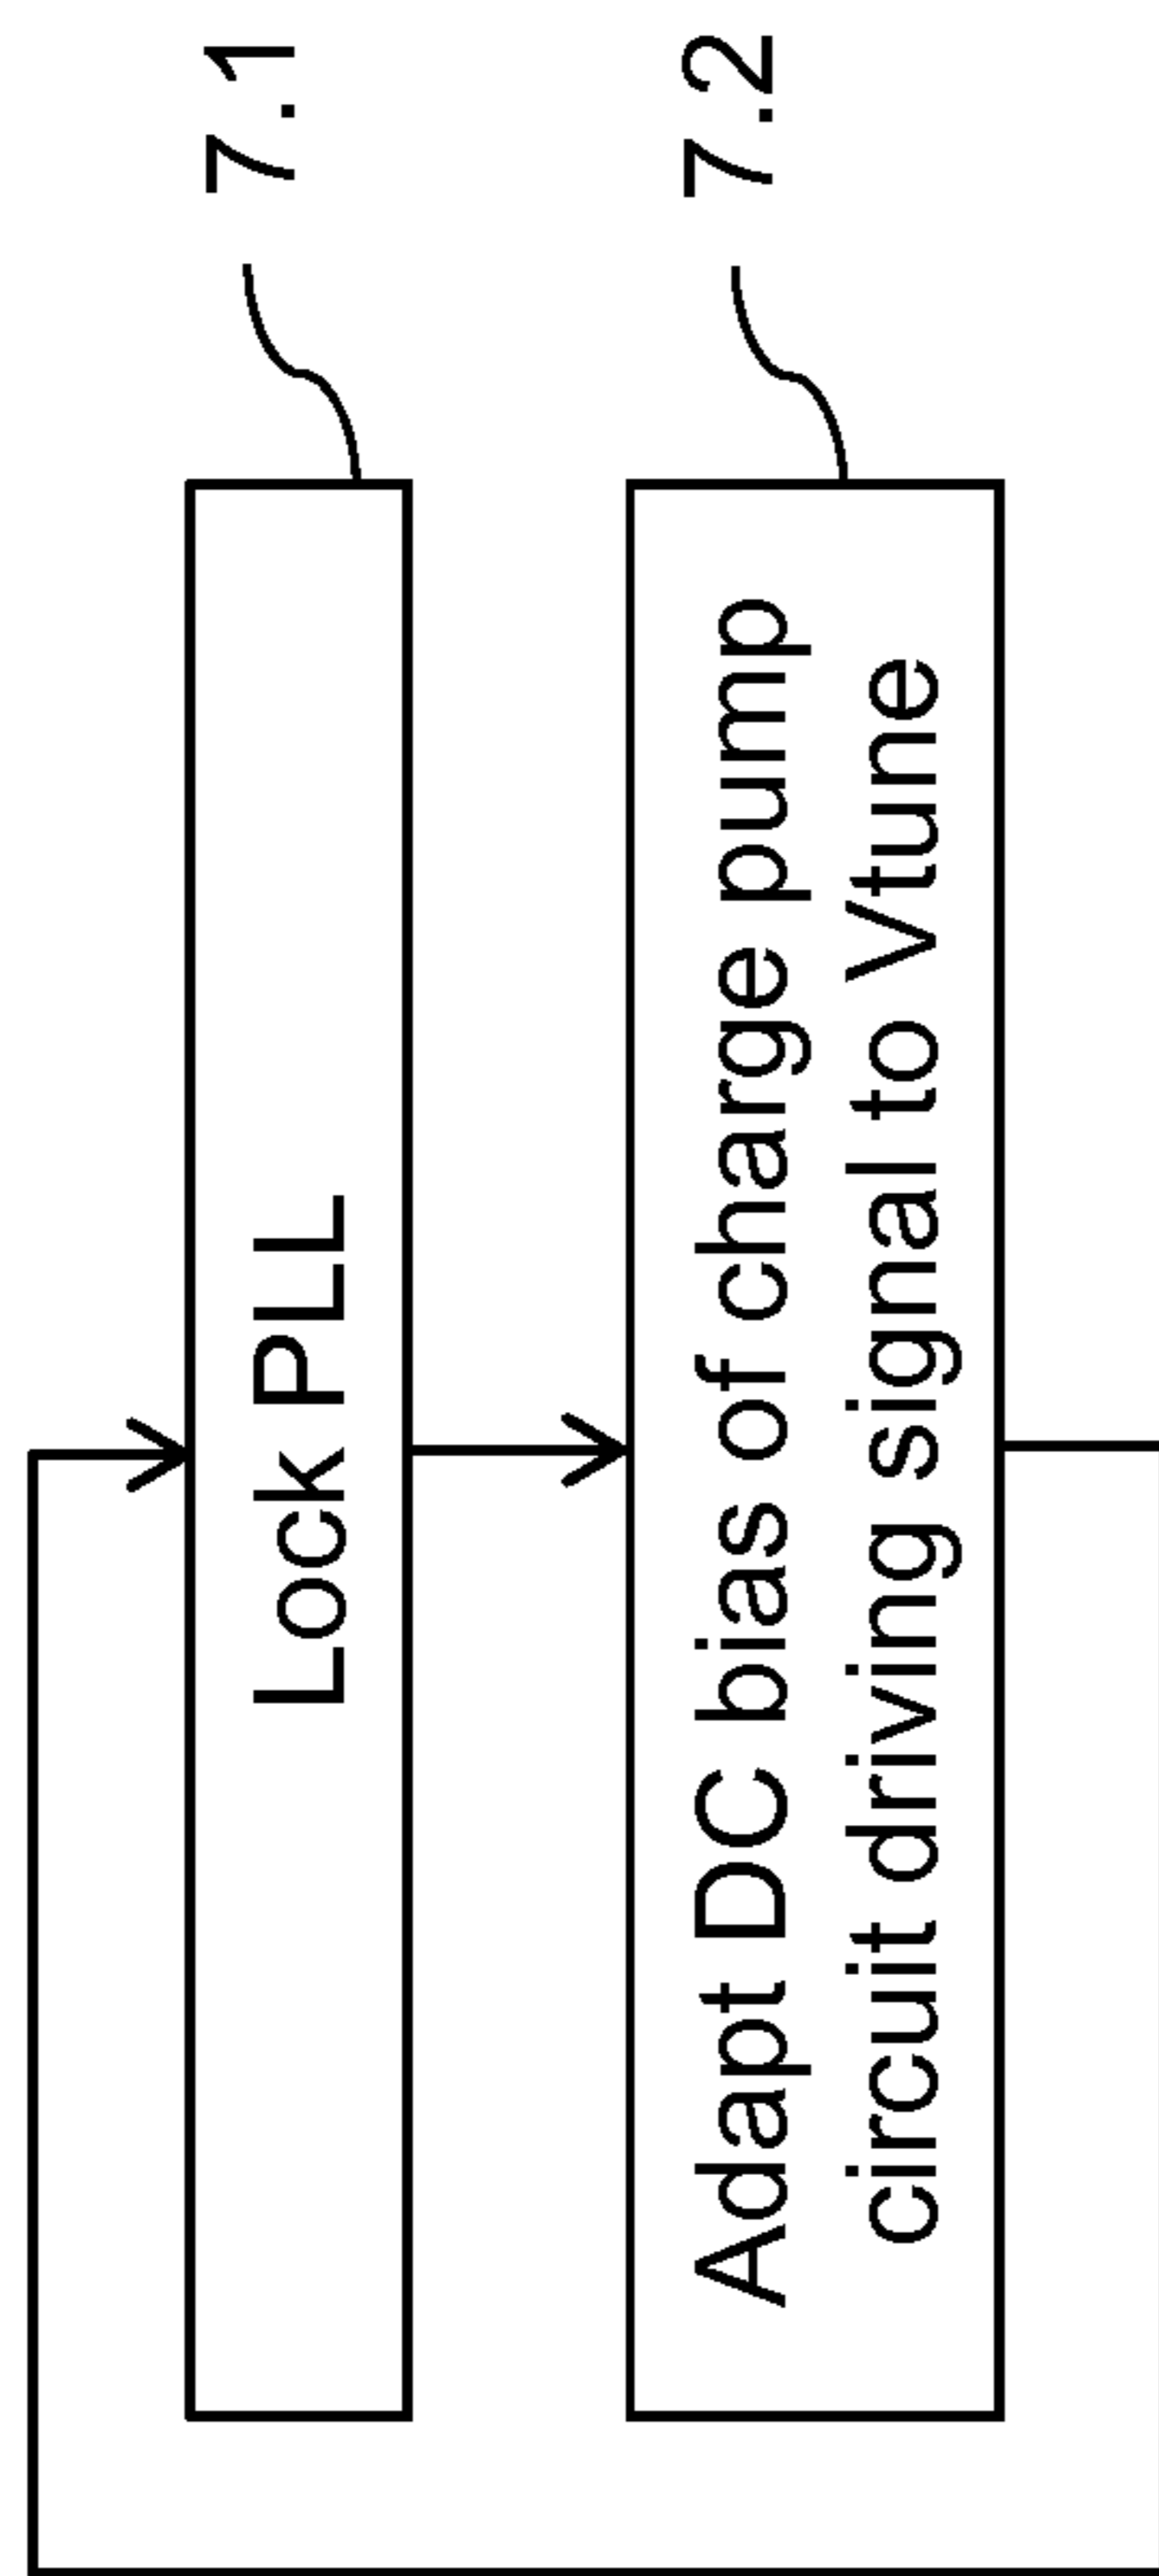 Lock PLL
7.1
Adapt DC bias of charge pump
circuit driving signal to Vtune
7.2